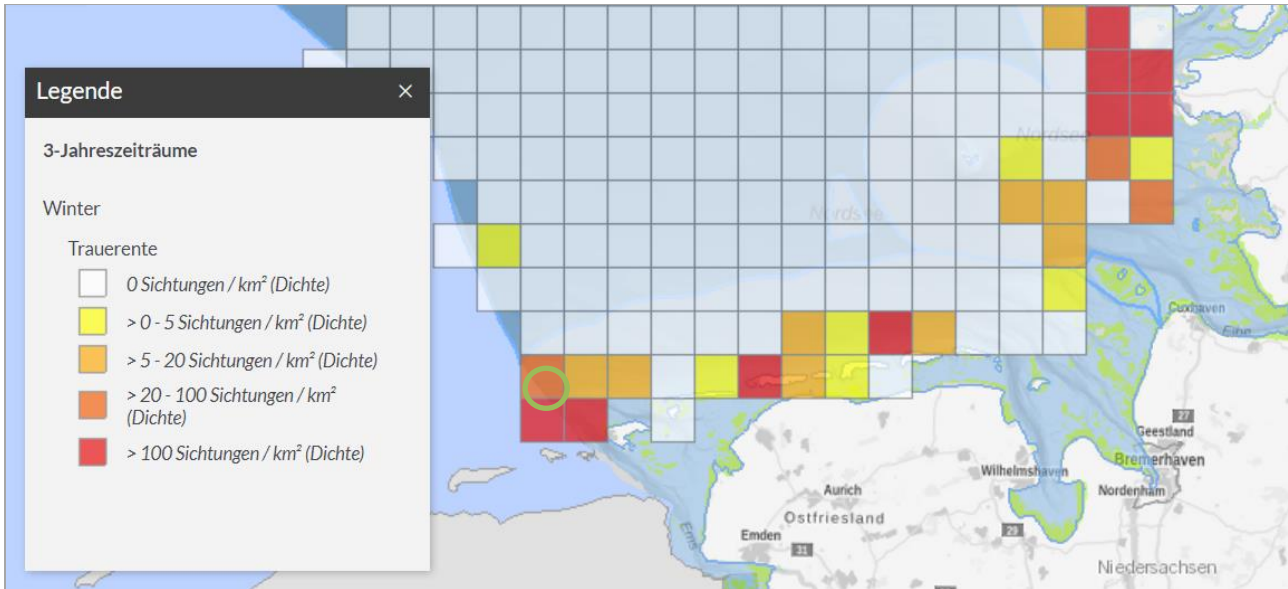 Legende ×
3-Jahreszeiträume
Winter
Trauerente
0 Sichtungen / km² (Dichte)
> 0 - 5 Sichtungen / km² (Dichte)
> 5 - 20 Sichtungen / km² (Dichte)
> 20 - 100 Sichtungen / km²
(Dichte)
> 100 Sichtungen / km² (Dichte)
Nordsee
Nordsee
Cuxhaven
Elbe
27
Geestland
Bremerhaven
Wilhelmshaven
Nordenham
Aurich
Ostfriesland
Ems
Emden
29
31
Niedersachsen